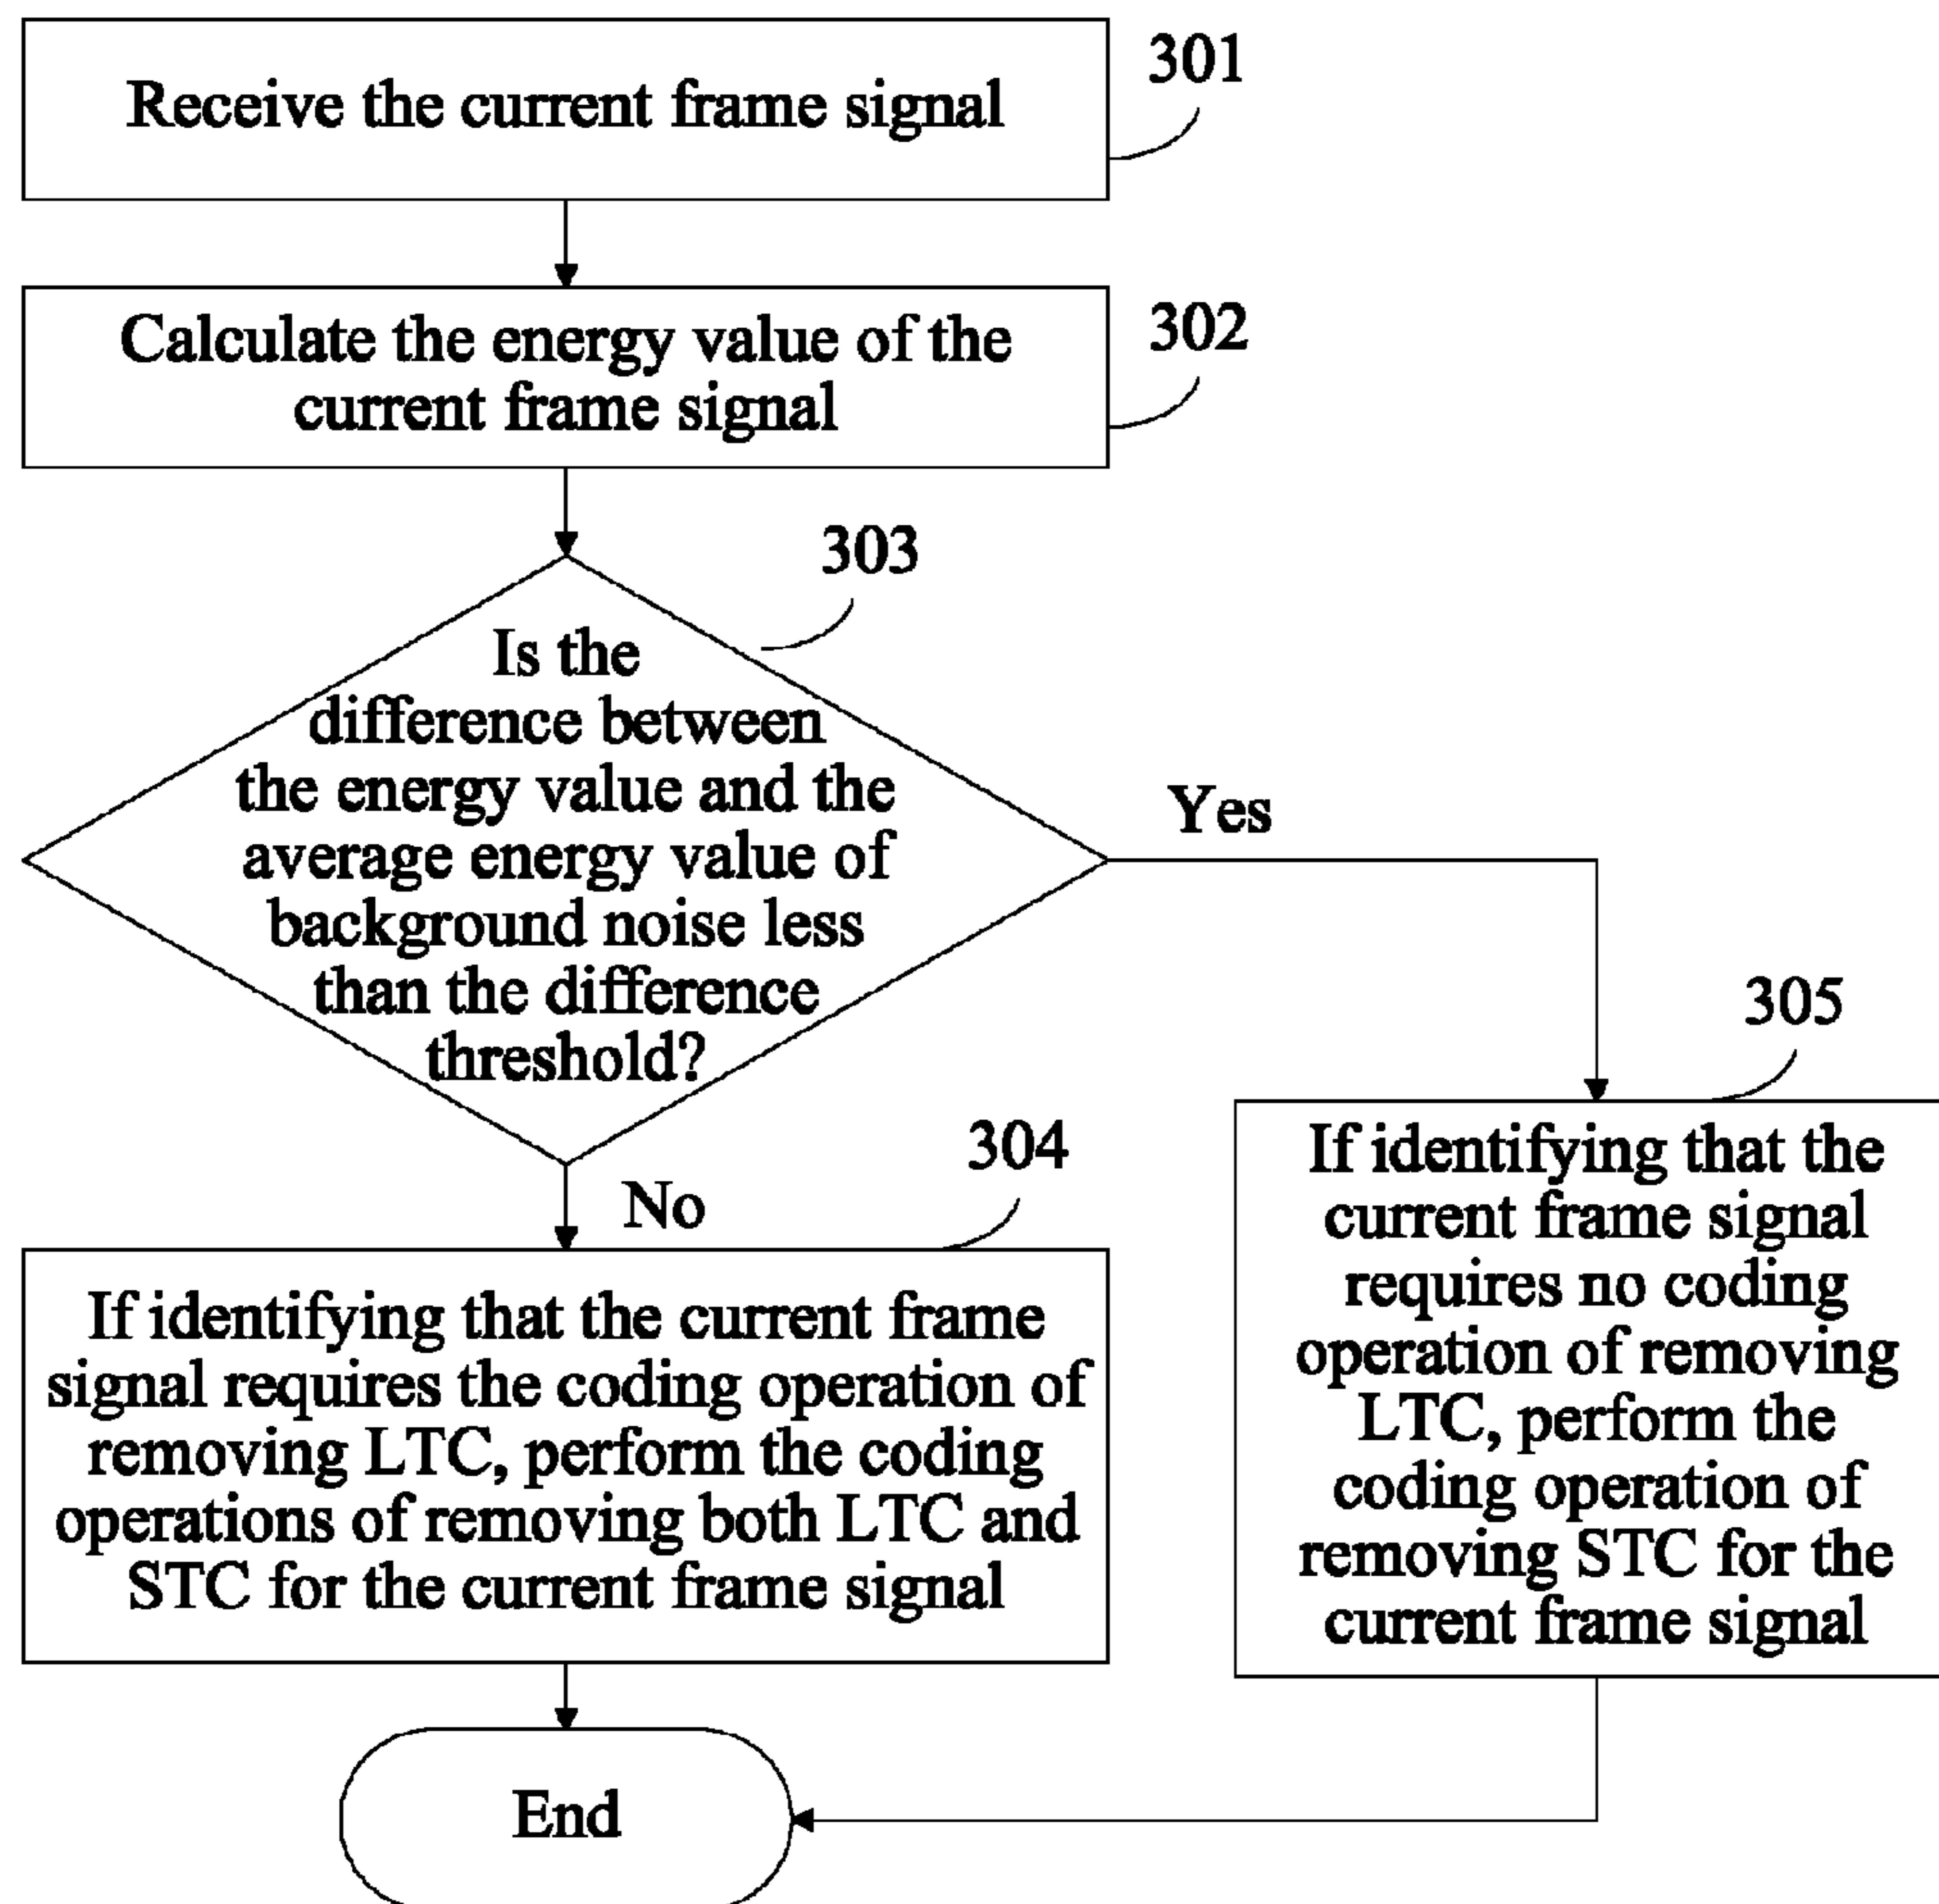 Receive the current frame signal
301
Calculate the energy value of the
current frame signal
302
303
Is the
difference between
the energy value and the
average energy value of
background noise less
than the difference
threshold?
Yes
No
304
If identifying that the current frame
signal requires the coding operation of
removing LTC, perform the coding
operations of removing both LTC and
STC for the current frame signal
305
If identifying that the
current frame signal
requires no coding
operation of removing
LTC, perform the
coding operation of
removing STC for the
current frame signal
End